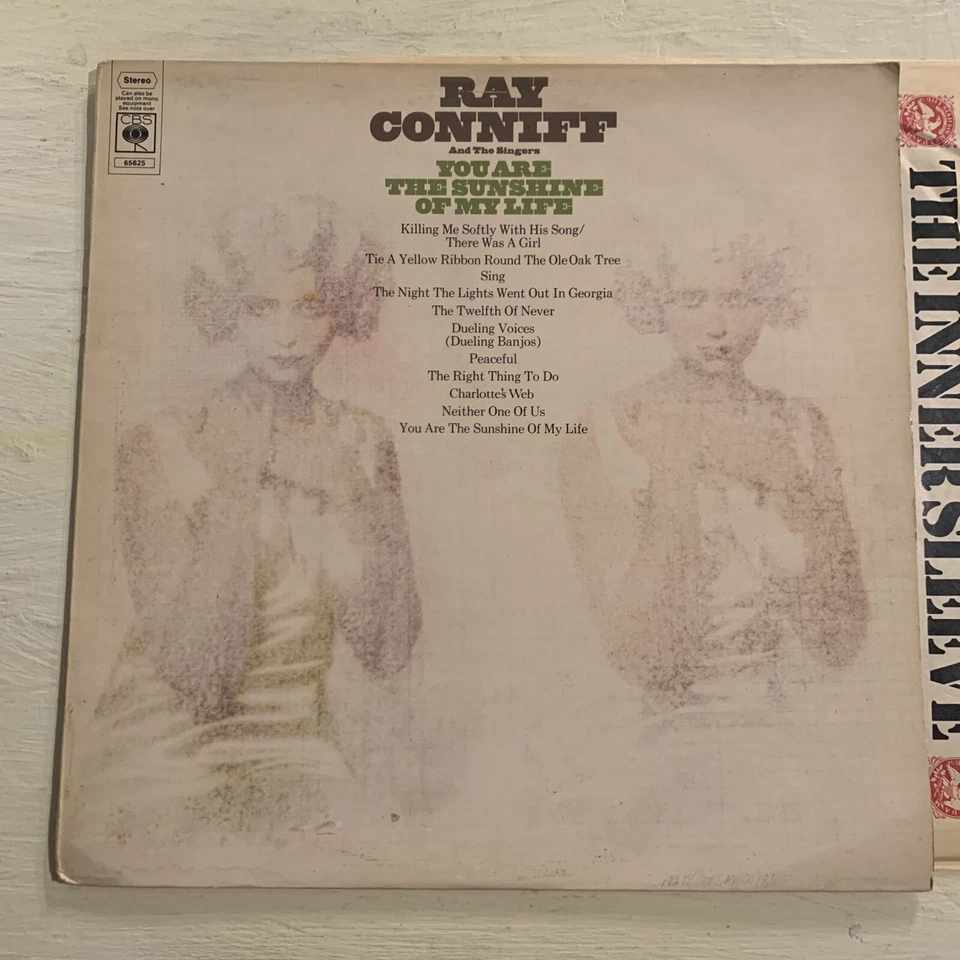 Stereo
Can also be
played on mono
equipment
See note over
CBS
65625
RAY
CONNIFF
And The Singers
YOU ARE
THE SUNSHINE
OF MY LIFE
Killing Me Softly With His Song/
There Was A Girl
Tie A Yellow Ribbon Round The Ole Oak Tree
Sing
The Night The Lights Went Out In Georgia
The Twelfth Of Never
Dueling Voices
(Dueling Banjos)
Peaceful
The Right Thing To Do
Charlotte's Web
Neither One Of Us
You Are The Sunshine Of My Life
THE INNER SLEEVE